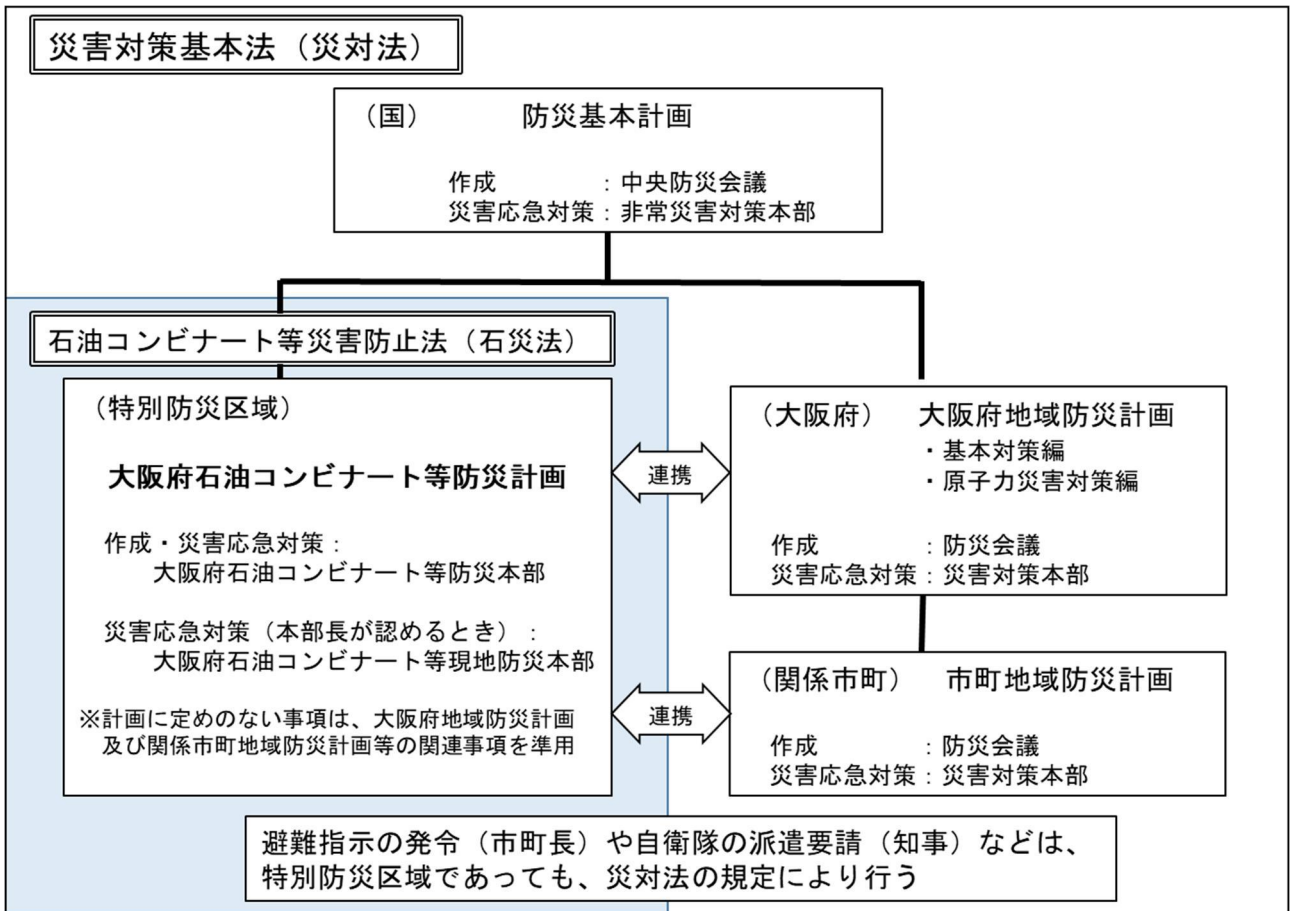 災害対策基本法（災対法）
（国）　防災基本計画
作成　：中央防災会議
災害応急対策：非常災害対策本部
石油コンビナート等災害防止法（石災法）
（特別防災区域）
大阪府石油コンビナート等防災計画
作成・災害応急対策：
大阪府石油コンビナート等防災本部
災害応急対策（本部長が認めるとき）：
大阪府石油コンビナート等現地防災本部
※計画に定めのない事項は、大阪府地域防災計画
及び関係市町地域防災計画等の関連事項を準用
連携
連携
（大阪府）　大阪府地域防災計画
・基本対策編
・原子力災害対策編
作成　：防災会議
災害応急対策：災害対策本部
（関係市町）　市町地域防災計画
作成　：防災会議
災害応急対策：災害対策本部
避難指示の発令（市町長）や自衛隊の派遣要請（知事）などは、
特別防災区域であっても、災対法の規定により行う